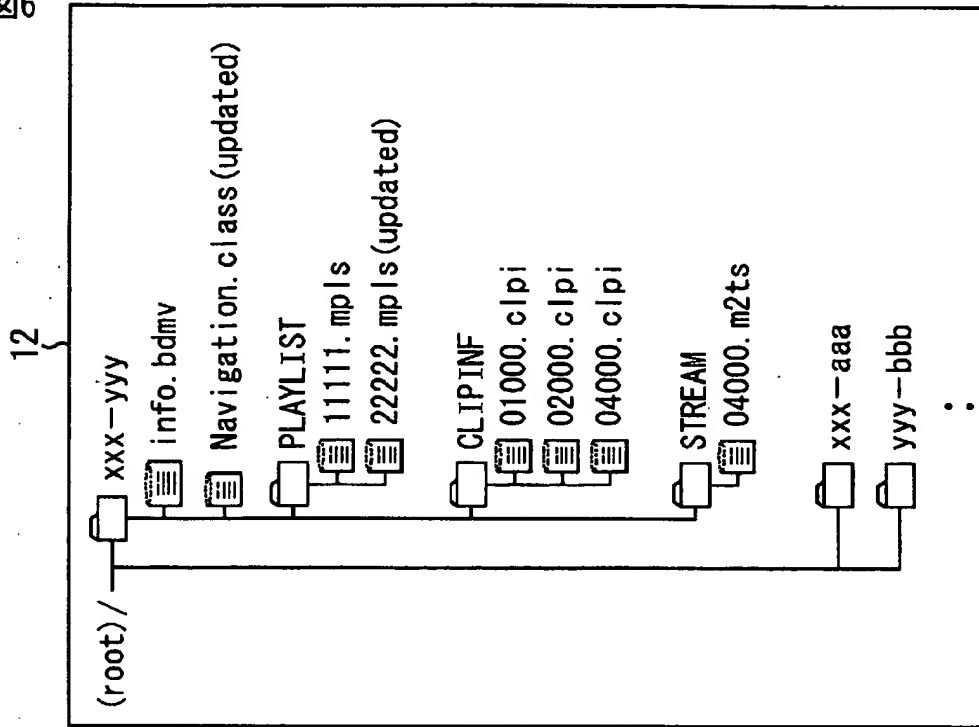 図6
12
(root)/
xxx-yyy
info.bdmv
Navigation.class(updated)
PLAYLIST
11111.mpls
22222.mpls(updated)
CLIPINF
01000.clpi
02000.clpi
04000.clpi
STREAM
04000.m2ts
xxx-aaa
yyy-bbb